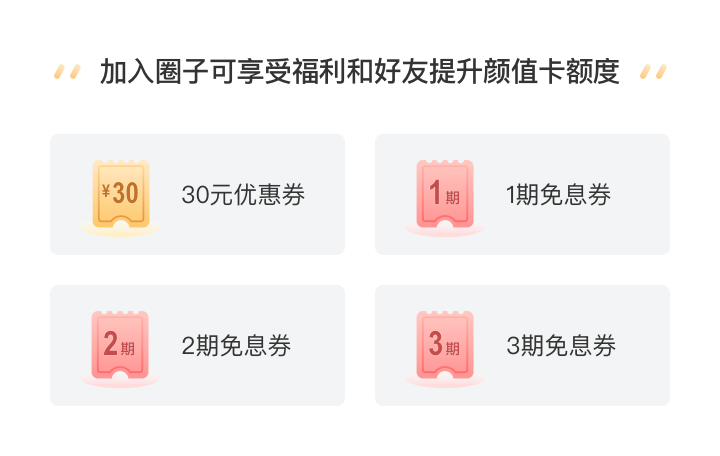 加入圈子可享受福利和好友提升颜值卡额度
¥30
30元优惠券
1期
1期免息券
2期
2期免息券
3期
3期免息券